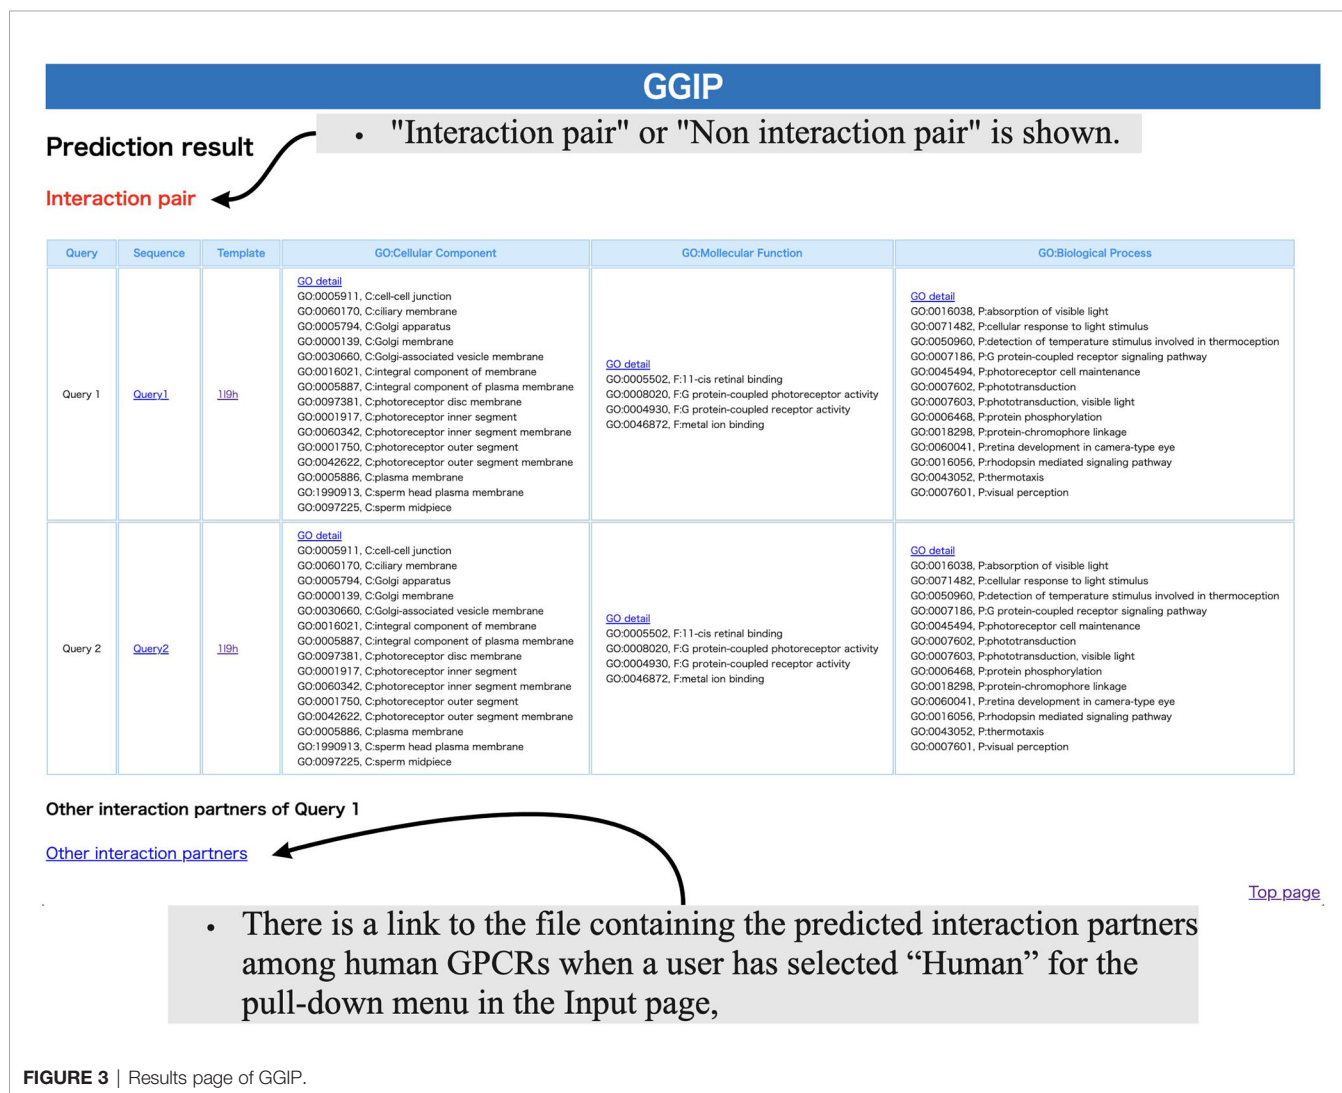 GGIP
• "Interaction pair" or "Non interaction pair" is shown.
Prediction result
Interaction pair
Query Sequence Template GO:Cellular Component GO:Mollecular Function GO:Biological Process
Query 1
Query1
1l9h
GO detail
GO:0005911, C:cell-cell junction
GO:0060170, C:ciliary membrane
GO:0005794, C:Golgi apparatus
GO:0000139, C:Golgi membrane
GO:0030660, C:Golgi-associated vesicle membrane
GO:0016021, C:integral component of membrane
GO:0005887, C:integral component of plasma membrane
GO:0097381, C:photoreceptor disc membrane
GO:0001917, C:photoreceptor inner segment
GO:0060342, C:photoreceptor inner segment membrane
GO:0001750, C:photoreceptor outer segment
GO:0042622, C:photoreceptor outer segment membrane
GO:0005886, C:plasma membrane
GO:1990913, C:sperm head plasma membrane
GO:0097225, C:sperm midpiece
GO detail
GO:0005502, F:11-cis retinal binding
GO:0008020, F:G protein-coupled photoreceptor activity
GO:0004930, F:G protein-coupled receptor activity
GO:0046872, F:metal ion binding
GO detail
GO:0016038, P:absorption of visible light
GO:0071482, P:cellular response to light stimulus
GO:0050960, P:detection of temperature stimulus involved in thermoception
GO:0007186, P:G protein-coupled receptor signaling pathway
GO:0045494, P:photoreceptor cell maintenance
GO:0007602, P:phototransduction
GO:0007603, P:phototransduction, visible light
GO:0006468, P:protein phosphorylation
GO:0018298, P:protein-chromophore linkage
GO:0060041, P:retina development in camera-type eye
GO:0016056, P:rhodopsin mediated signaling pathway
GO:0043052, P:thermotaxis
GO:0007601, P:visual perception
Query 2
Query2
1l9h
GO detail
GO:0005911, C:cell-cell junction
GO:0060170, C:ciliary membrane
GO:0005794, C:Golgi apparatus
GO:0000139, C:Golgi membrane
GO:0030660, C:Golgi-associated vesicle membrane
GO:0016021, C:integral component of membrane
GO:0005887, C:integral component of plasma membrane
GO:0097381, C:photoreceptor disc membrane
GO:0001917, C:photoreceptor inner segment
GO:0060342, C:photoreceptor inner segment membrane
GO:0001750, C:photoreceptor outer segment
GO:0042622, C:photoreceptor outer segment membrane
GO:0005886, C:plasma membrane
GO:1990913, C:sperm head plasma membrane
GO:0097225, C:sperm midpiece
GO detail
GO:0005502, F:11-cis retinal binding
GO:0008020, F:G protein-coupled photoreceptor activity
GO:0004930, F:G protein-coupled receptor activity
GO:0046872, F:metal ion binding
GO detail
GO:0016038, P:absorption of visible light
GO:0071482, P:cellular response to light stimulus
GO:0050960, P:detection of temperature stimulus involved in thermoception
GO:0007186, P:G protein-coupled receptor signaling pathway
GO:0045494, P:photoreceptor cell maintenance
GO:0007602, P:phototransduction
GO:0007603, P:phototransduction, visible light
GO:0006468, P:protein phosphorylation
GO:0018298, P:protein-chromophore linkage
GO:0060041, P:retina development in camera-type eye
GO:0016056, P:rhodopsin mediated signaling pathway
GO:0043052, P:thermotaxis
GO:0007601, P:visual perception
Other interaction partners of Query 1
Other interaction partners
Top page
• There is a link to the file containing the predicted interaction partners
among human GPCRs when a user has selected “Human” for the
pull-down menu in the Input page,
FIGURE 3 | Results page of GGIP.